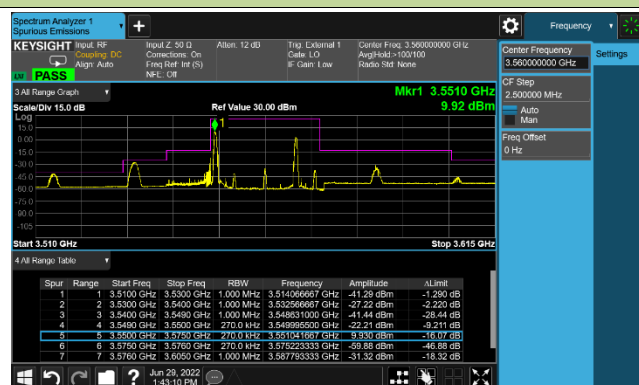 Spectrum Analyzer 1
Spurious Emissions
Frequency
KEYSIGHT
Input: RF
Coupling: DC
Align: Auto
Input Z: 50 Ω
Corrections: On
Freq Ref: Int (S)
NFE: Off
Atten: 12 dB
Trig: External 1
Gate: LO
IF Gain: Low
Center Freq: 3.560000000 GHz
Avg|Hold:>100/100
Radio Std: None
LW PASS
Center Frequency
3.560000000 GHz
Settings
CF Step
2.500000 MHz
Auto
Man
Freq Offset
0 Hz
3 All Range Graph
Mkr1 3.5510 GHz
Scale/Div 15.0 dB
Ref Value 30.00 dBm
9.92 dBm
Log
15.0
0.00
-15.0
-30.0
-45.0
-60.0
-75.0
-90.0
-105
1
Start 3.510 GHz
Stop 3.615 GHz
4 All Range Table
Spur Range Start Freq Stop Freq RBW Frequency Amplitude ΔLimit
1 1 3.5100 GHz 3.5300 GHz 1.000 MHz 3.514066667 GHz -41.29 dBm -1.290 dB
2 2 3.5300 GHz 3.5400 GHz 1.000 MHz 3.532566667 GHz -27.22 dBm -2.220 dB
3 3 3.5400 GHz 3.5490 GHz 1.000 MHz 3.548631000 GHz -41.44 dBm -28.44 dB
4 4 3.5490 GHz 3.5500 GHz 270.0 kHz 3.549995500 GHz -22.21 dBm -9.211 dB
5 5 3.5500 GHz 3.5750 GHz 270.0 kHz 3.551041667 GHz 9.930 dBm -16.07 dB
6 6 3.5750 GHz 3.5760 GHz 270.0 kHz 3.575223333 GHz -59.88 dBm -46.88 dB
7 7 3.5760 GHz 3.6050 GHz 1.000 MHz 3.587793333 GHz -31.32 dBm -18.32 dB
Jun 29, 2022
1:43:10 PM